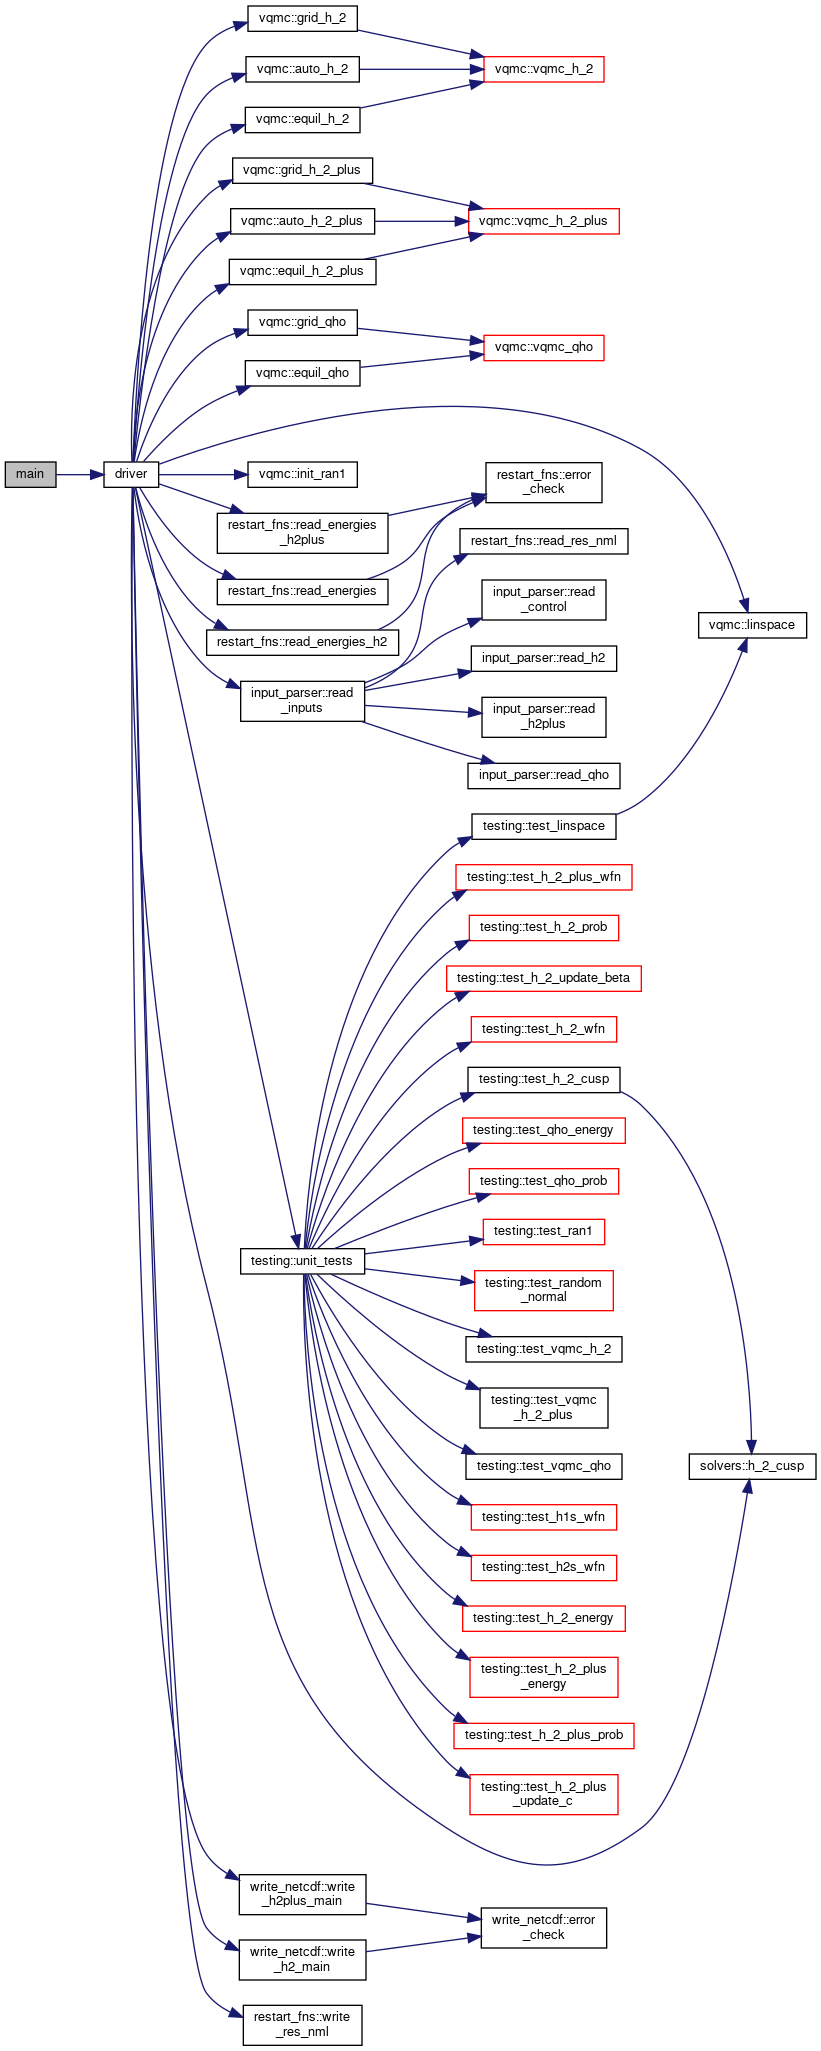 vqmc::grid_h_2
vqmc::auto_h_2
vqmc::vqmc_h_2
vqmc::equil_h_2
vqmc::grid_h_2_plus
vqmc::auto_h_2_plus
vqmc::vqmc_h_2_plus
vqmc::equil_h_2_plus
vqmc::grid_qho
vqmc::vqmc_qho
vqmc::equil_qho
main
driver
vqmc::init_ran1
restart_fns::error
_check
restart_fns::read_energies
_h2plus
restart_fns::read_res_nml
restart_fns::read_energies
input_parser::read
_control
vqmc::linspace
restart_fns::read_energies_h2
input_parser::read_h2
input_parser::read
_inputs
input_parser::read
_h2plus
input_parser::read_qho
testing::test_linspace
testing::test_h_2_plus_wfn
testing::test_h_2_prob
testing::test_h_2_update_beta
testing::test_h_2_wfn
testing::test_h_2_cusp
testing::test_qho_energy
testing::test_qho_prob
testing::test_ran1
testing::unit_tests
testing::test_random
_normal
testing::test_vqmc_h_2
testing::test_vqmc
_h_2_plus
testing::test_vqmc_qho
solvers::h_2_cusp
testing::test_h1s_wfn
testing::test_h2s_wfn
testing::test_h_2_energy
testing::test_h_2_plus
_energy
testing::test_h_2_plus_prob
testing::test_h_2_plus
_update_c
write_netcdf::write
_h2plus_main
write_netcdf::error
_check
write_netcdf::write
_h2_main
restart_fns::write
_res_nml